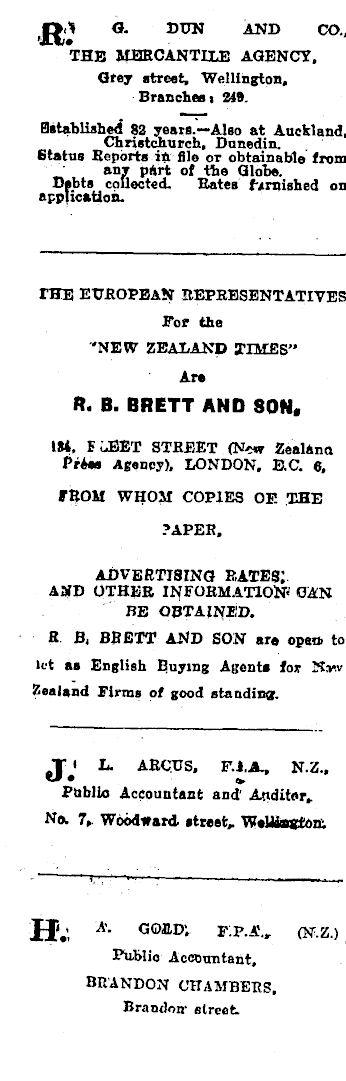 R. G. DUN AND CO.,
THE MERCANTILE AGENCY,
Grey street, Wellington,
Branches; 249.
Established 82 years.—Also at Auckland,
Christchurch, Dunedin.
Status Reports in file or obtainable from
any part of the Globe.
Debts collected. Rates furnished on
application.
THE EUROPEAN REPRESENTATIVES
For the
"NEW ZEALAND TIMES"
Are
R. B. BRETT AND SON,
134, FLEET STREET (New Zealand
Press Agency), LONDON, E.C. 6,
FROM WHOM COPIES OF THE
PAPER,
ADVERTISING RATES,
AND OTHER INFORMATION CAN
BE OBTAINED.
R. B. BRETT AND SON are open to
let as English Buying Agents for New
Zealand Firms of good standing.
J. L. ARCUS, F.I.A., N.Z.,
Public Accountant and Auditor,
No. 7, Woodward street, Wellington.
H. A. GOLD, F.P.A., (N.Z.)
Public Accountant,
BRANDON CHAMBERS,
Brandon street.